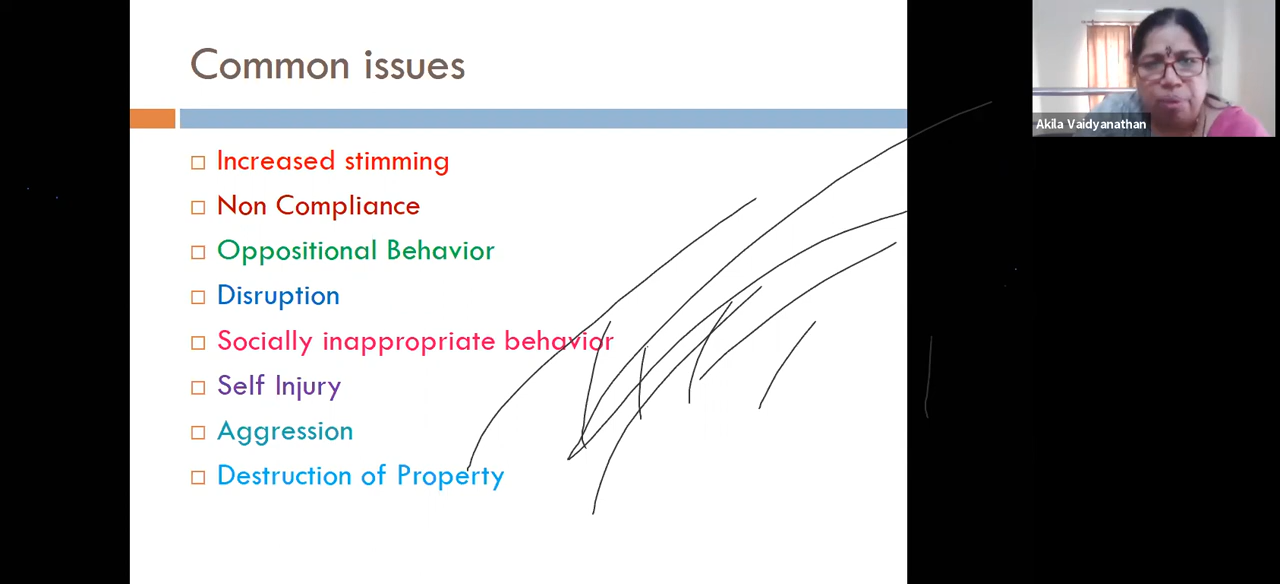 Common issues
Increased stimming
Non Compliance
Oppositional Behavior
Disruption
Socially inappropriate behavior
Self Injury
Aggression
Destruction of Property
Akila Vaidyanathan